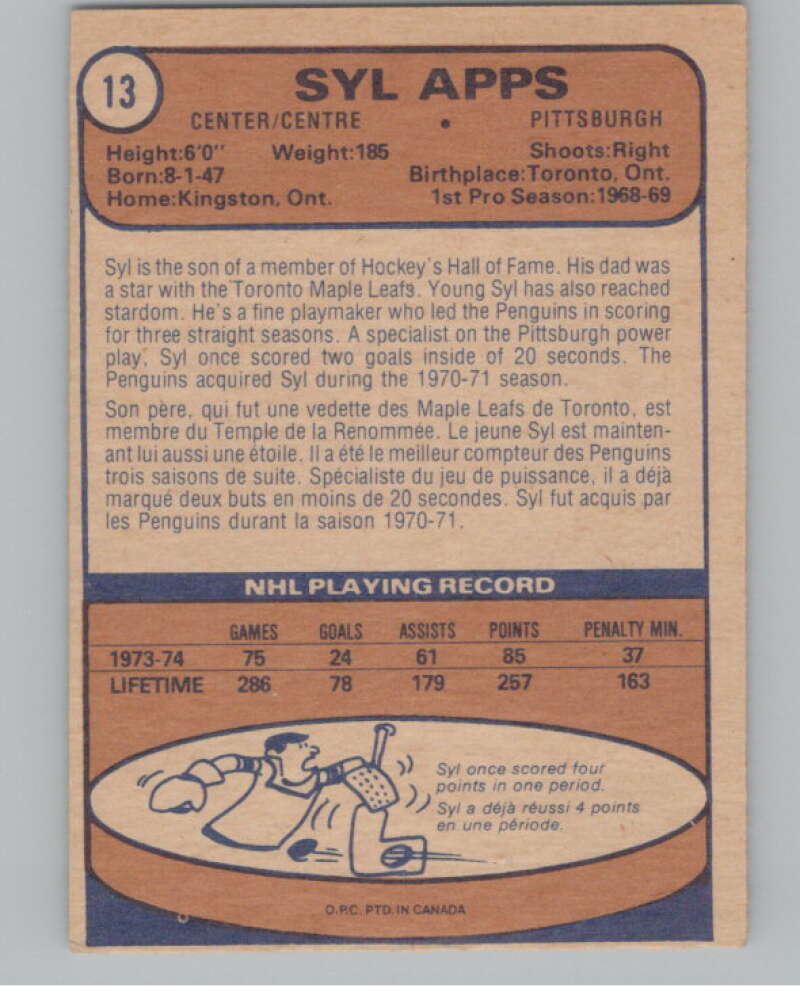 13
SYL APPS
CENTER/CENTRE • PITTSBURGH
Height:6'0" Weight:185 Shoots:Right
Born:8-1-47 Birthplace:Toronto, Ont.
Home:Kingston, Ont. 1st Pro Season:1968-69
Syl is the son of a member of Hockey's Hall of Fame. His dad was
a star with the Toronto Maple Leafs. Young Syl has also reached
stardom. He's a fine playmaker who led the Penguins in scoring
for three straight seasons. A specialist on the Pittsburgh power
play, Syl once scored two goals inside of 20 seconds. The
Penguins acquired Syl during the 1970-71 season.
Son père, qui fut une vedette des Maple Leafs de Toronto, est
membre du Temple de la Renommée. Le jeune Syl est mainten-
ant lui aussi une étoile. Il a été le meilleur compteur des Penguins
trois saisons de suite. Spécialiste du jeu de puissance, il a déjà
marqué deux buts en moins de 20 secondes. Syl fut acquis par
les Penguins durant la saison 1970-71.
NHL PLAYING RECORD
GAMES GOALS ASSISTS POINTS PENALTY MIN.
1973-74 75 24 61 85 37
LIFETIME 286 78 179 257 163
Syl once scored four
points in one period.
Syl a déjà réussi 4 points
en une période.
O.P.C. PTD. IN CANADA